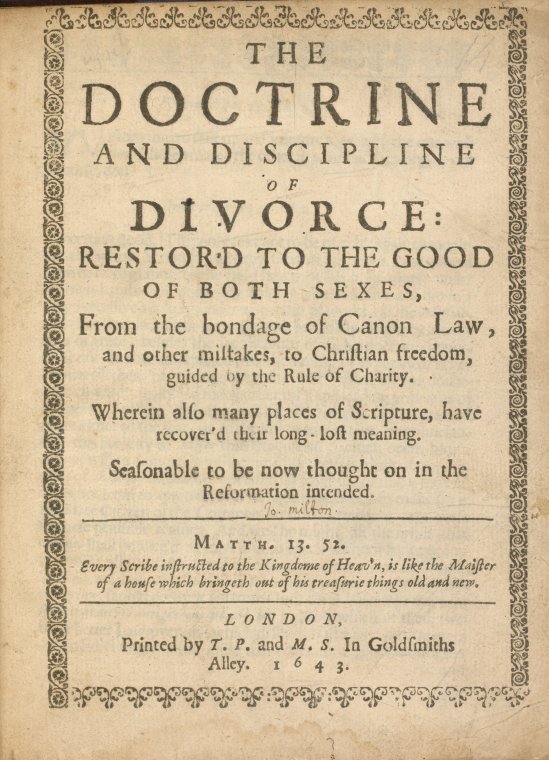 THE
DOCTRINE
AND DISCIPLINE
OF
DIVORCE:
RESTOR'D TO THE GOOD
OF BOTH SEXES,
From the bondage of Canon Law,
and other miſtakes, to Chriſtian freedom,
guided by the Rule of Charity.
Wherein alſo many places of Scripture, have
recover'd their long-loſt meaning.
Seaſonable to be now thought on in the
Reformation intended.
Jo. milton.
MATTH. 13. 52.
Every Scribe inſtructed to the Kingdome of Heav'n, is like the Maiſter
of a houſe which bringeth out of his treaſurie things old and new.
LONDON,
Printed by T. P. and M. S. In Goldſmiths
Alley. 1643.